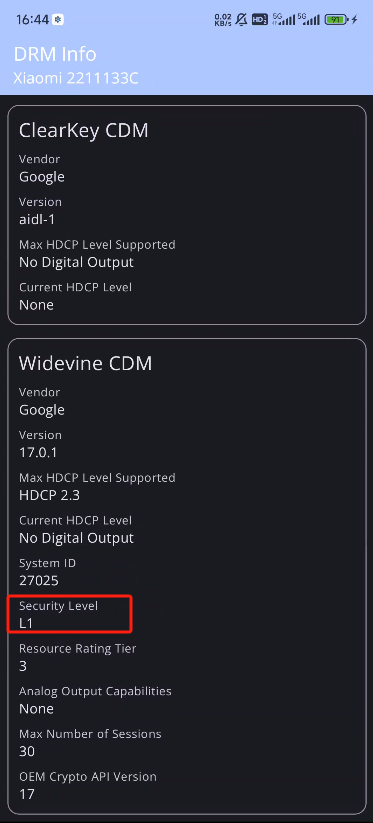 16:44
0.02 KB/s HD 5G 5G 91
DRM Info
Xiaomi 2211133C
ClearKey CDM
Vendor
Google
Version
aidl-1
Max HDCP Level Supported
No Digital Output
Current HDCP Level
None
Widevine CDM
Vendor
Google
Version
17.0.1
Max HDCP Level Supported
HDCP 2.3
Current HDCP Level
No Digital Output
System ID
27025
Security Level
L1
Resource Rating Tier
3
Analog Output Capabilities
None
Max Number of Sessions
30
OEM Crypto API Version
17